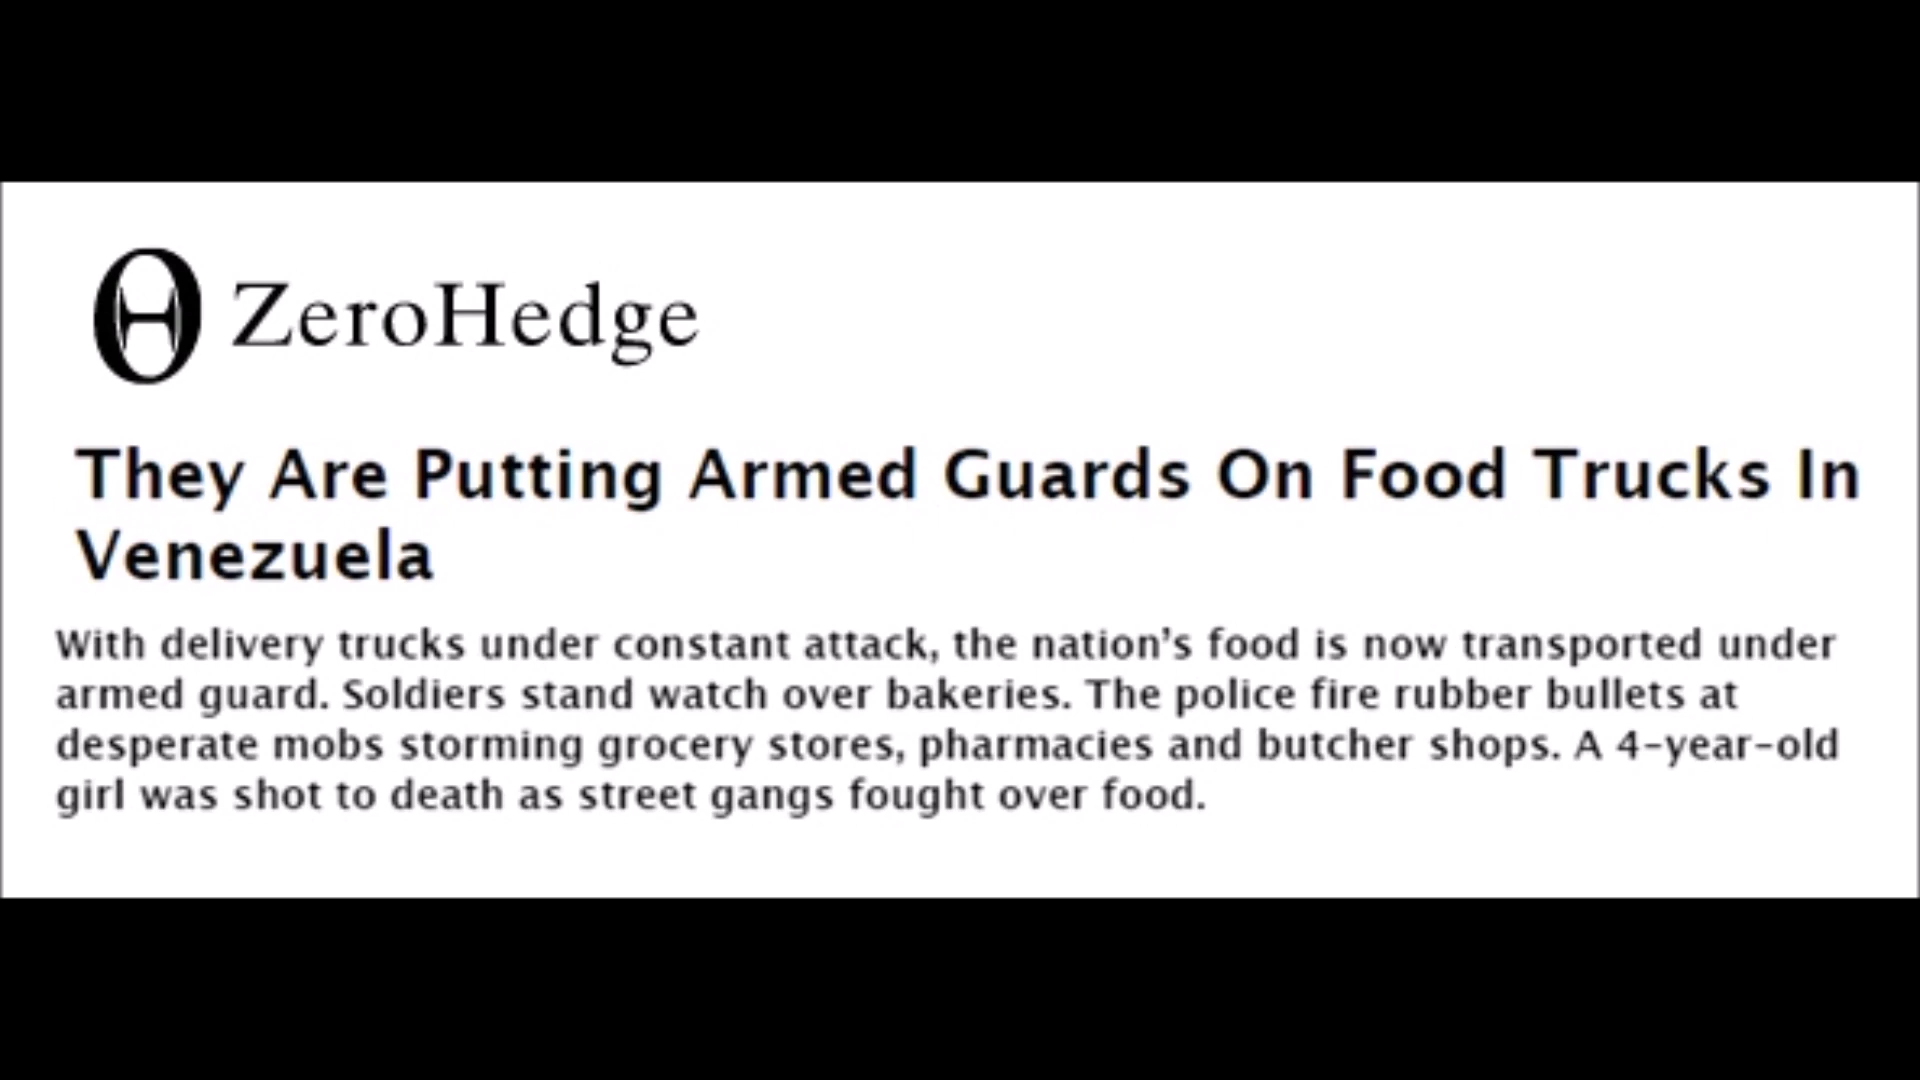 ZeroHedge
They Are Putting Armed Guards On Food Trucks In
Venezuela
With delivery trucks under constant attack, the nation's food is now transported under
armed guard. Soldiers stand watch over bakeries. The police fire rubber bullets at
desperate mobs storming grocery stores, pharmacies and butcher shops. A 4-year-old
girl was shot to death as street gangs fought over food.